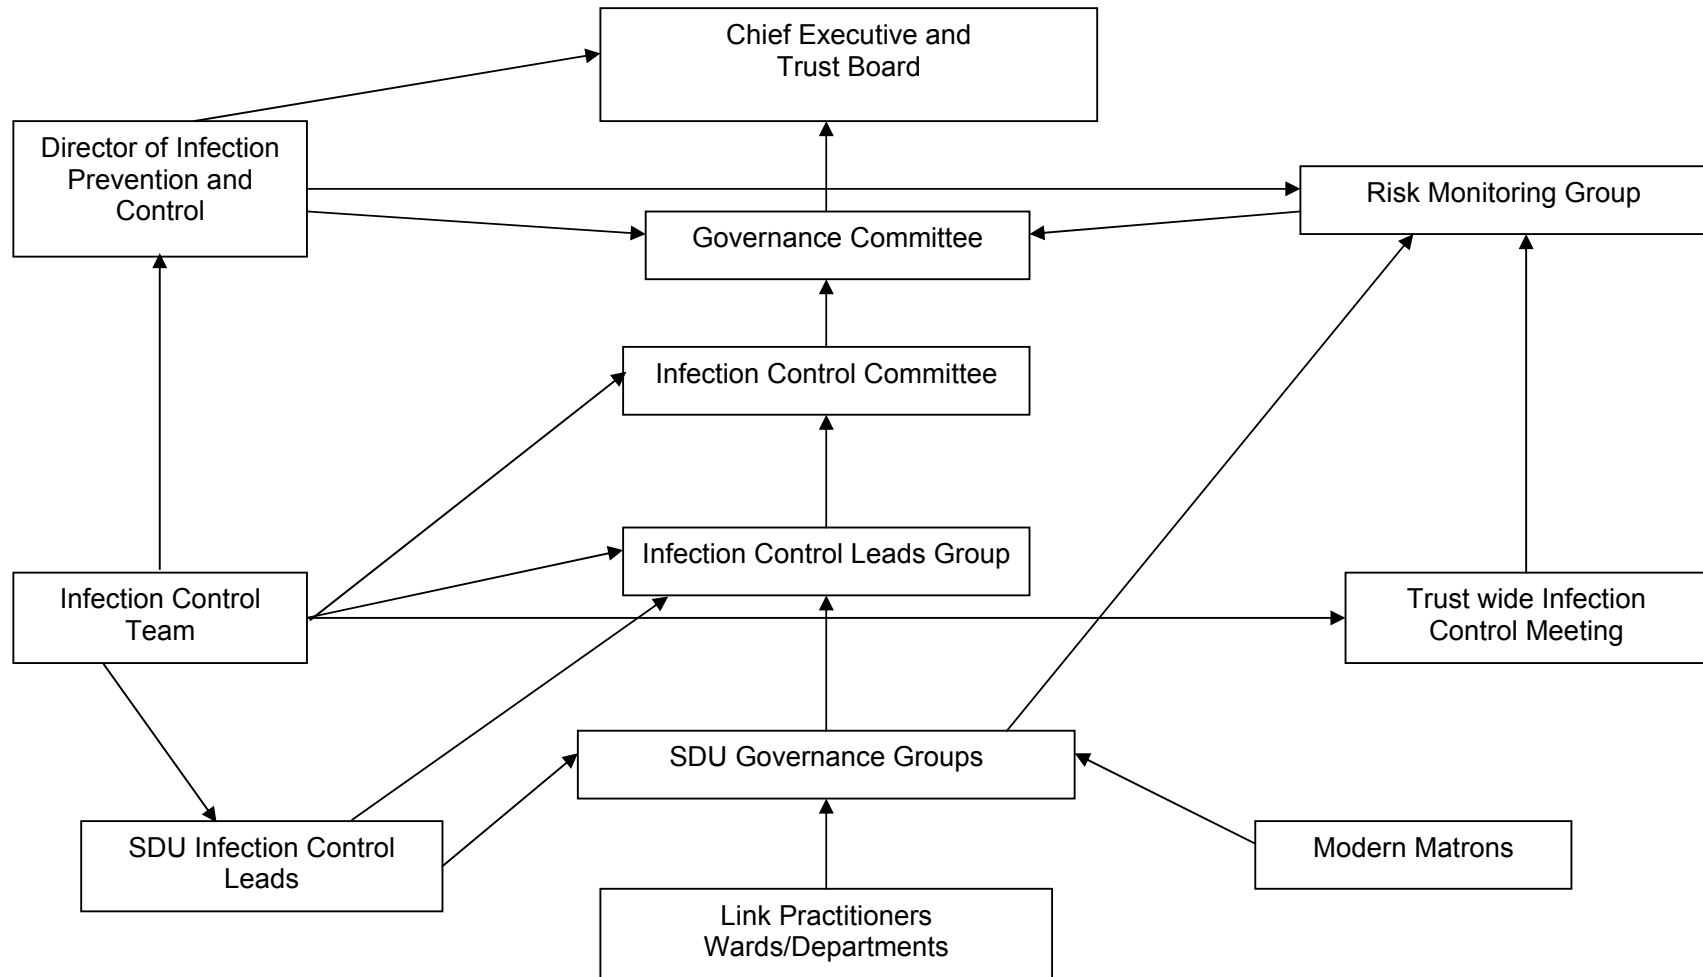 Chief Executive and
Trust Board
Director of Infection
Prevention and
Control
Risk Monitoring Group
Governance Committee
Infection Control Committee
Infection Control Leads Group
Infection Control
Team
Trust wide Infection
Control Meeting
SDU Governance Groups
SDU Infection Control
Leads
Modern Matrons
Link Practitioners
Wards/Departments